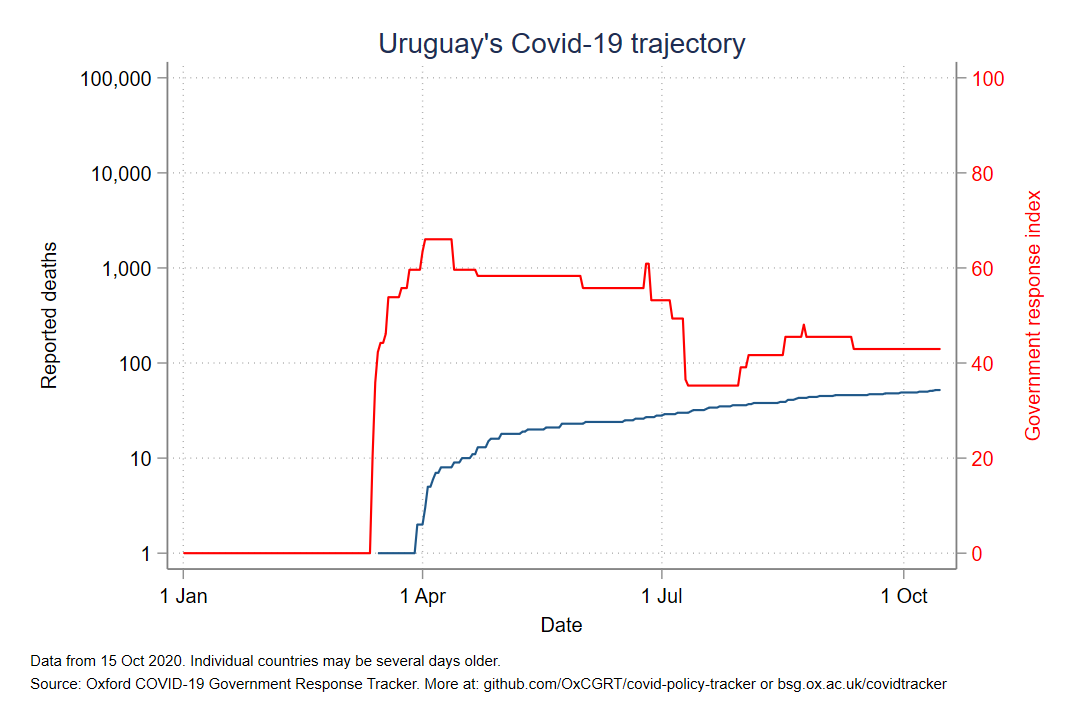 Uruguay's Covid-19 trajectory
100,000
10,000
1,000
100
10
1
Reported deaths
100
80
60
40
20
0
Government response index
1 Jan
1 Apr
1 Jul
1 Oct
Date
Data from 15 Oct 2020. Individual countries may be several days older.
Source: Oxford COVID-19 Government Response Tracker. More at: github.com/OxCGRT/covid-policy-tracker or bsg.ox.ac.uk/covidtracker